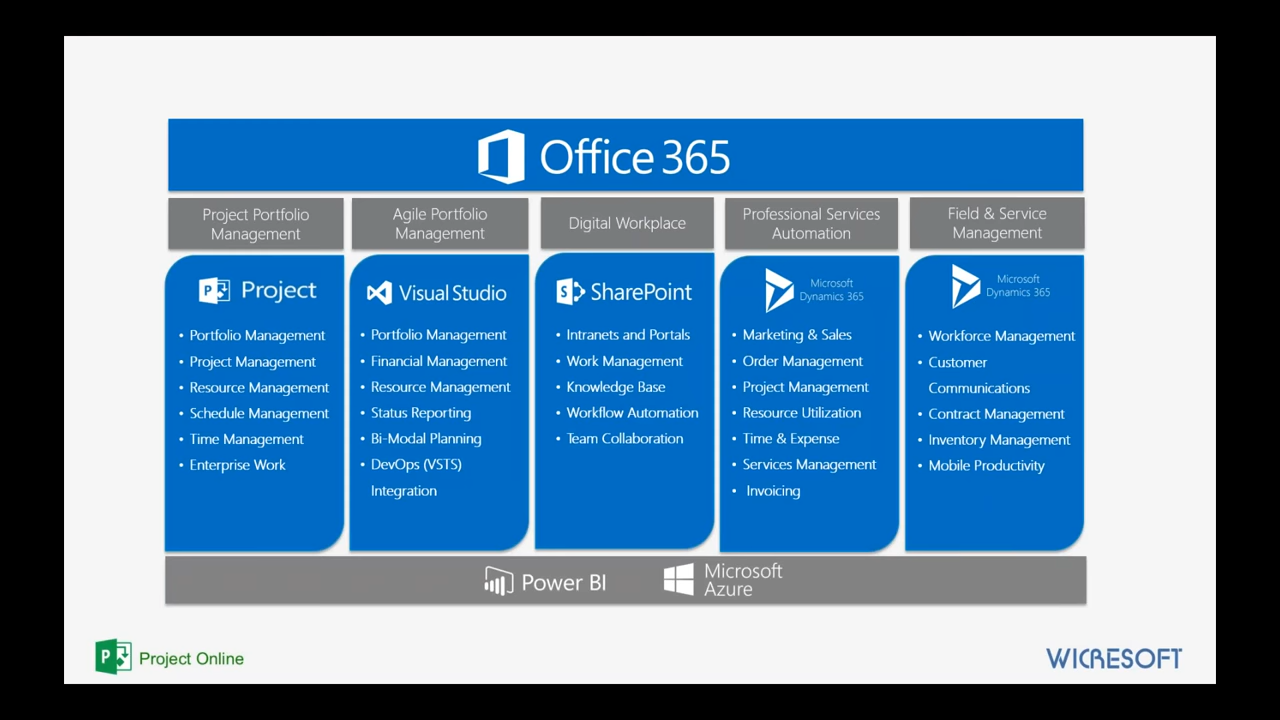 Office 365
Project Portfolio
Management
Agile Portfolio
Management
Digital Workplace
Professional Services
Automation
Field & Service
Management
Project
• Portfolio Management
• Project Management
• Resource Management
• Schedule Management
• Time Management
• Enterprise Work
Visual Studio
• Portfolio Management
• Financial Management
• Resource Management
• Status Reporting
• Bi-Modal Planning
• DevOps (VSTS)
Integration
SharePoint
• Intranets and Portals
• Work Management
• Knowledge Base
• Workflow Automation
• Team Collaboration
Microsoft
Dynamics 365
• Marketing & Sales
• Order Management
• Project Management
• Resource Utilization
• Time & Expense
• Services Management
• Invoicing
Microsoft
Dynamics 365
• Workforce Management
• Customer
Communications
• Contract Management
• Inventory Management
• Mobile Productivity
Power BI
Microsoft
Azure
Project Online
WICRESOFT